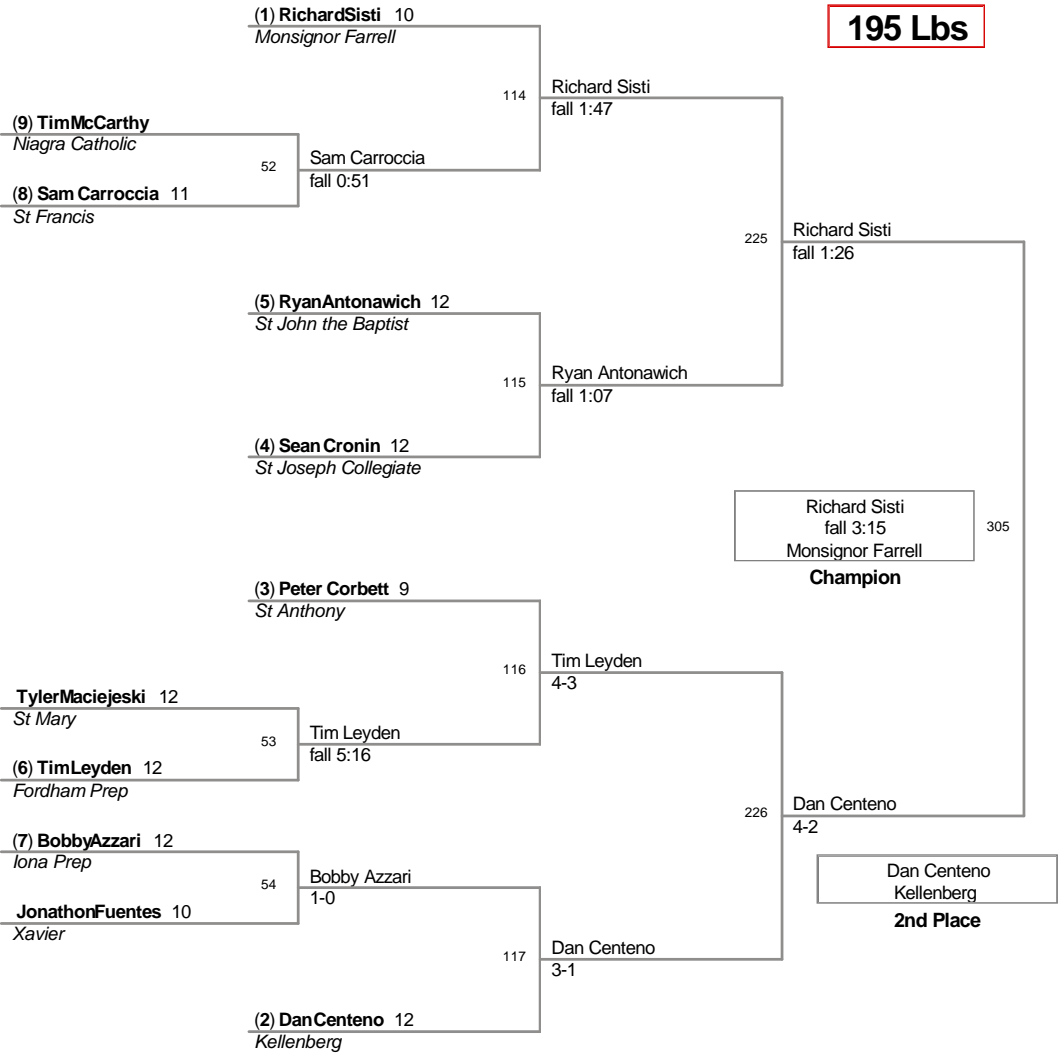 (1) RichardSisti 10
Monsignor Farrell
195 Lbs
114
Richard Sisti
fall 1:47
(9) TimMcCarthy
Niagra Catholic
52
Sam Carroccia
fall 0:51
(8) Sam Carroccia 11
St Francis
225
Richard Sisti
fall 1:26
(5) RyanAntonawich 12
St John the Baptist
115
Ryan Antonawich
fall 1:07
(4) Sean Cronin 12
St Joseph Collegiate
Richard Sisti
fall 3:15
Monsignor Farrell
Champion
305
(3) Peter Corbett 9
St Anthony
116
Tim Leyden
4-3
TylerMaciejeski 12
St Mary
53
Tim Leyden
fall 5:16
(6) TimLeyden 12
Fordham Prep
226
Dan Centeno
4-2
(7) BobbyAzzari 12
Iona Prep
54
Bobby Azzari
1-0
JonathonFuentes 10
Xavier
Dan Centeno
Kellenberg
2nd Place
117
Dan Centeno
3-1
(2) DanCenteno 12
Kellenberg